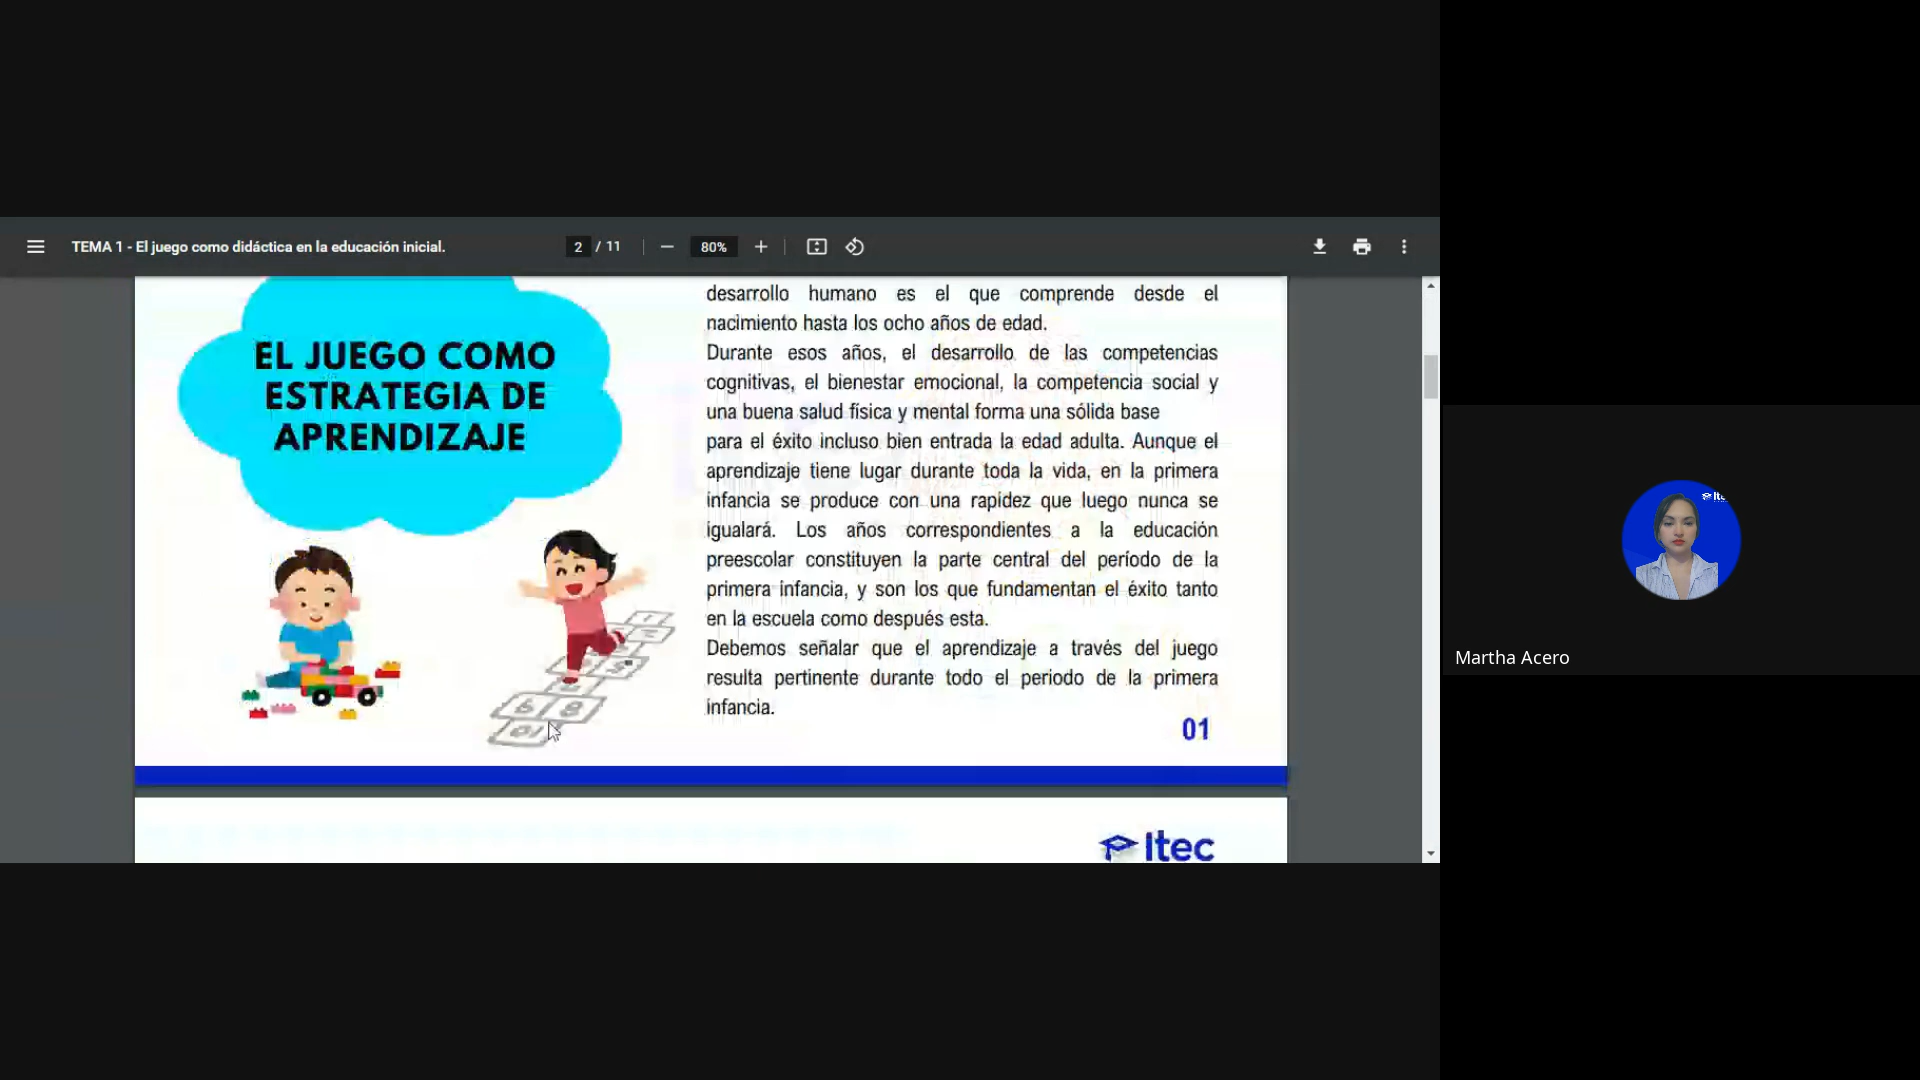 TEMA 1 - El juego como didáctica en la educación inicial.
2 / 11
80%
EL JUEGO COMO
ESTRATEGIA DE
APRENDIZAJE
desarrollo humano es el que comprende desde el
nacimiento hasta los ocho años de edad.
Durante esos años, el desarrollo de las competencias
cognitivas, el bienestar emocional, la competencia social y
una buena salud física y mental forma una sólida base
para el éxito incluso bien entrada la edad adulta. Aunque el
aprendizaje tiene lugar durante toda la vida, en la primera
infancia se produce con una rapidez que luego nunca se
igualará. Los años correspondientes a la educación
preescolar constituyen la parte central del período de la
primera infancia, y son los que fundamentan el éxito tanto
en la escuela como después esta.
Debemos señalar que el aprendizaje a través del juego
resulta pertinente durante todo el periodo de la primera
infancia.
01
Itec
Martha Acero